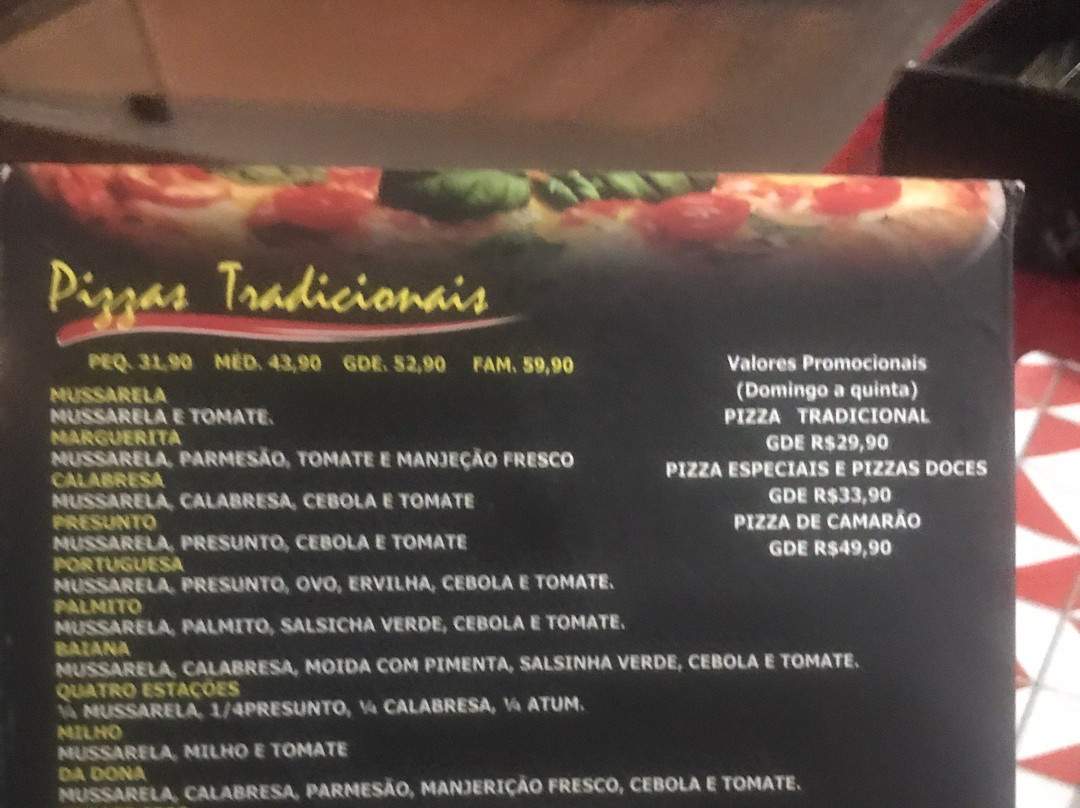 Pizzas Tradicionais
PEQ. 31,90 MÉD. 43,90 GDE. 52,90 FAM. 59,90
MUSSARELA
MUSSARELA E TOMATE.
MARGUERITA
MUSSARELA, PARMESÃO, TOMATE E MANJEÇÃO FRESCO
CALABRESA
MUSSARELA, CALABRESA, CEBOLA E TOMATE
PRESUNTO
MUSSARELA, PRESUNTO, CEBOLA E TOMATE
PORTUGUESA
MUSSARELA, PRESUNTO, OVO, ERVILHA, CEBOLA E TOMATE.
PALMITO
MUSSARELA, PALMITO, SALSICHA VERDE, CEBOLA E TOMATE.
BAIANA
MUSSARELA, CALABRESA, MOIDA COM PIMENTA, SALSINHA VERDE, CEBOLA E TOMATE.
QUATRO ESTAÇÕES
¼ MUSSARELA, 1/4PRESUNTO, ¼ CALABRESA, ¼ ATUM.
MILHO
MUSSARELA, MILHO E TOMATE
DA DONA
MUSSARELA, CALABRESA, PARMESÃO, MANJERIÇÃO FRESCO, CEBOLA E TOMATE.
Valores Promocionais
(Domingo a quinta)
PIZZA TRADICIONAL
GDE R$29,90
PIZZA ESPECIAIS E PIZZAS DOCES
GDE R$33,90
PIZZA DE CAMARÃO
GDE R$49,90